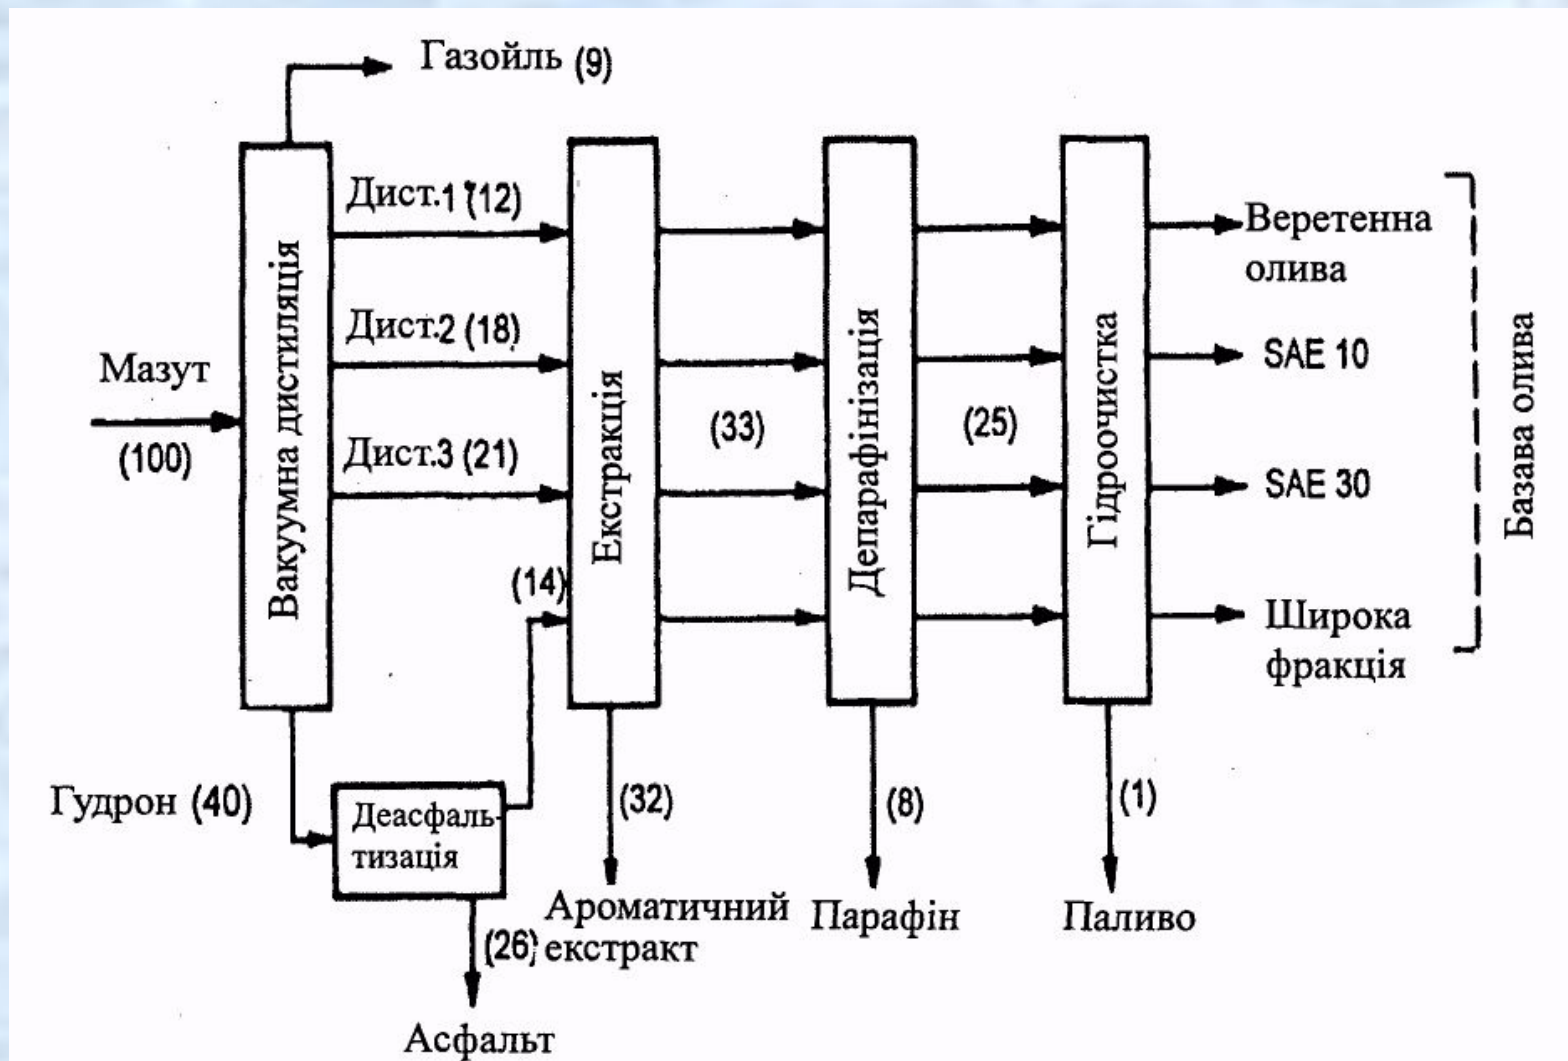 Газойль (9)
Дист.1 (12)
Дист.2 (18)
Дист.3 (21)
Мазут
(100)
Вакуумна дистиляція
Екстракція
(14)
(33)
Депарафінізація
(25)
Гідроочистка
Веретенна
олива
SAE 10
SAE 30
Широка
фракція
Базава олива
Гудрон (40)
Деасфаль-
тизація
(26)
Асфальт
(32)
Ароматичний
екстракт
(8)
Парафін
(1)
Паливо